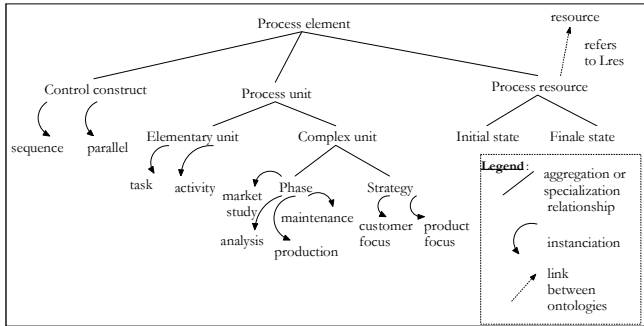 Process element
resource
refers
to Lres
Control construct
Process unit
Process resource
sequence
parallel
Elementary unit
Complex unit
Initial state
Finale state
task
activity
market
study
Phase
Strategy
analysis
maintenance
production
customer
focus
product
focus
Legend :
aggregation or
specialization
relationship
instanciation
link
between
ontologies